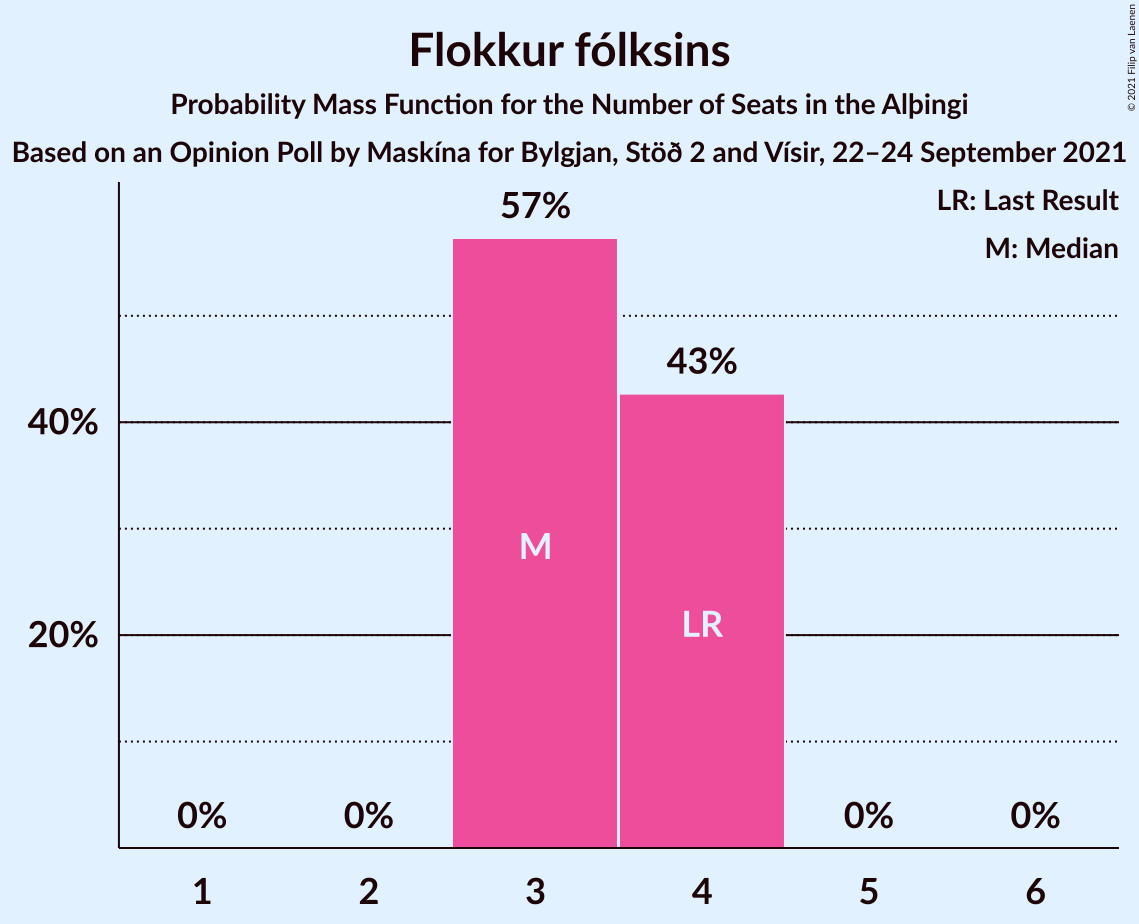 Flokkur fólksins
Probability Mass Function for the Number of Seats in the Alþingi
Based on an Opinion Poll by Maskína for Bylgjan, Stöð 2 and Vísir, 22–24 September 2021
© 2021 Filip van Laenen
LR: Last Result
M: Median
57%
43%
40%
20%
M
LR
0%
0%
0%
0%
1
2
3
4
5
6